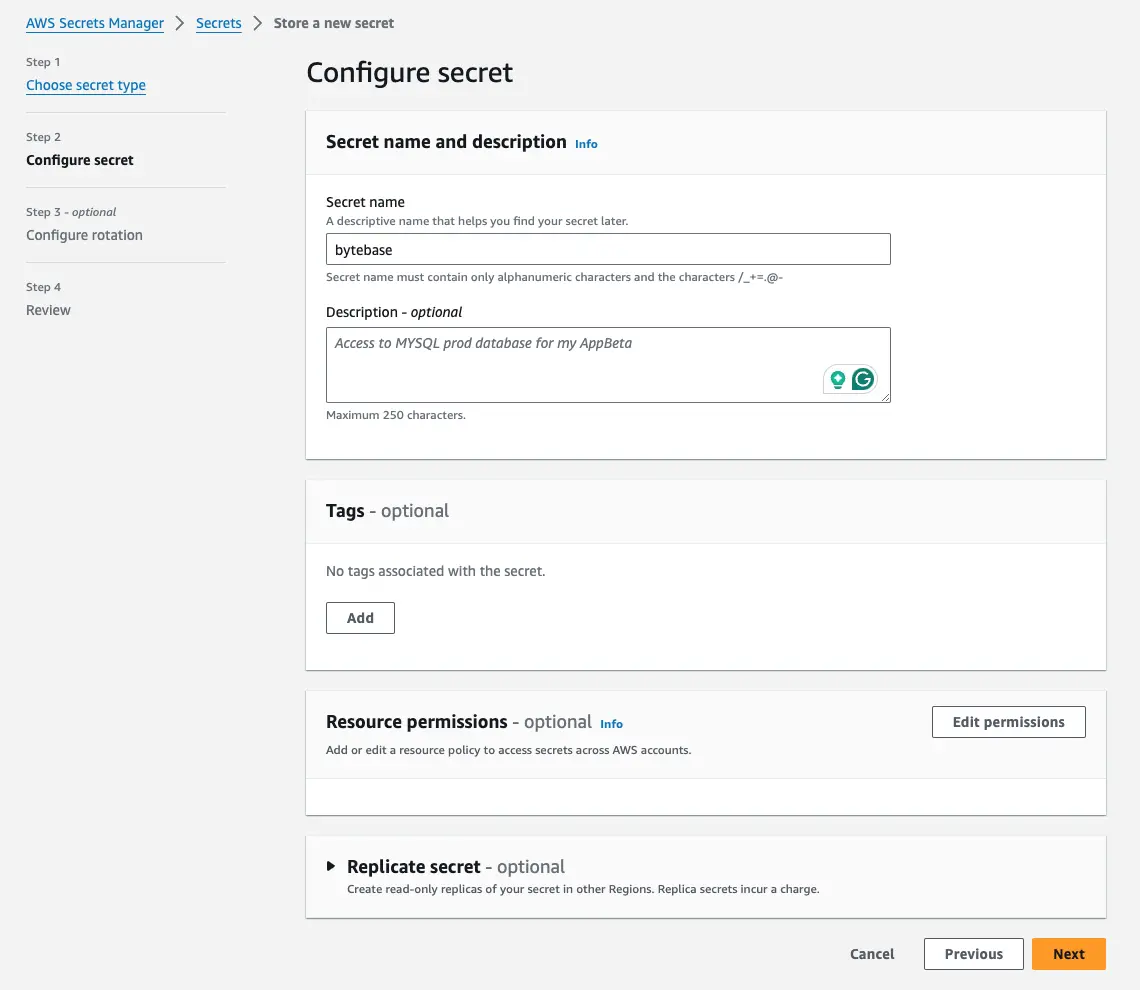 AWS Secrets Manager > Secrets > Store a new secret
Step 1
Choose secret type
Step 2
Configure secret
Step 3 - optional
Configure rotation
Step 4
Review
Configure secret
Secret name and description Info
Secret name
A descriptive name that helps you find your secret later.
bytebase
Secret name must contain only alphanumeric characters and the characters /_+=.@-
Description - optional
Access to MYSQL prod database for my AppBeta
Maximum 250 characters.
Tags - optional
No tags associated with the secret.
Add
Resource permissions - optional Info
Edit permissions
Add or edit a resource policy to access secrets across AWS accounts.
Replicate secret - optional
Create read-only replicas of your secret in other Regions. Replica secrets incur a charge.
Cancel
Previous
Next